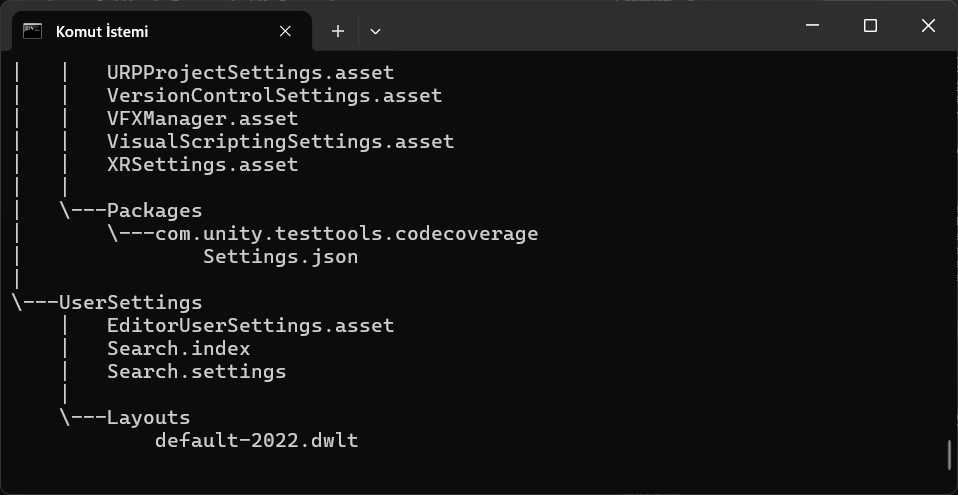 Komut İstemi
|   |   URPProjectSettings.asset
|   |   VersionControlSettings.asset
|   |   VFXManager.asset
|   |   VisualScriptingSettings.asset
|   |   XRSettings.asset
|   |
|   \---Packages
|       \---com.unity.testtools.codecoverage
|               Settings.json
|
\---UserSettings
    |   EditorUserSettings.asset
    |   Search.index
    |   Search.settings
    |
    \---Layouts
            default-2022.dwlt